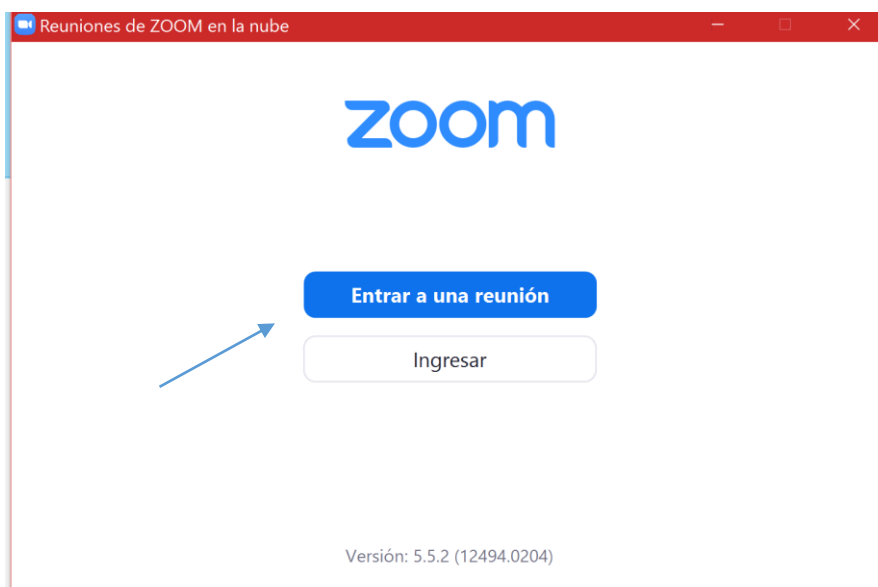 Reuniones de ZOOM en la nube
zoom
Entrar a una reunión
Ingresar
Versión: 5.5.2 (12494.0204)